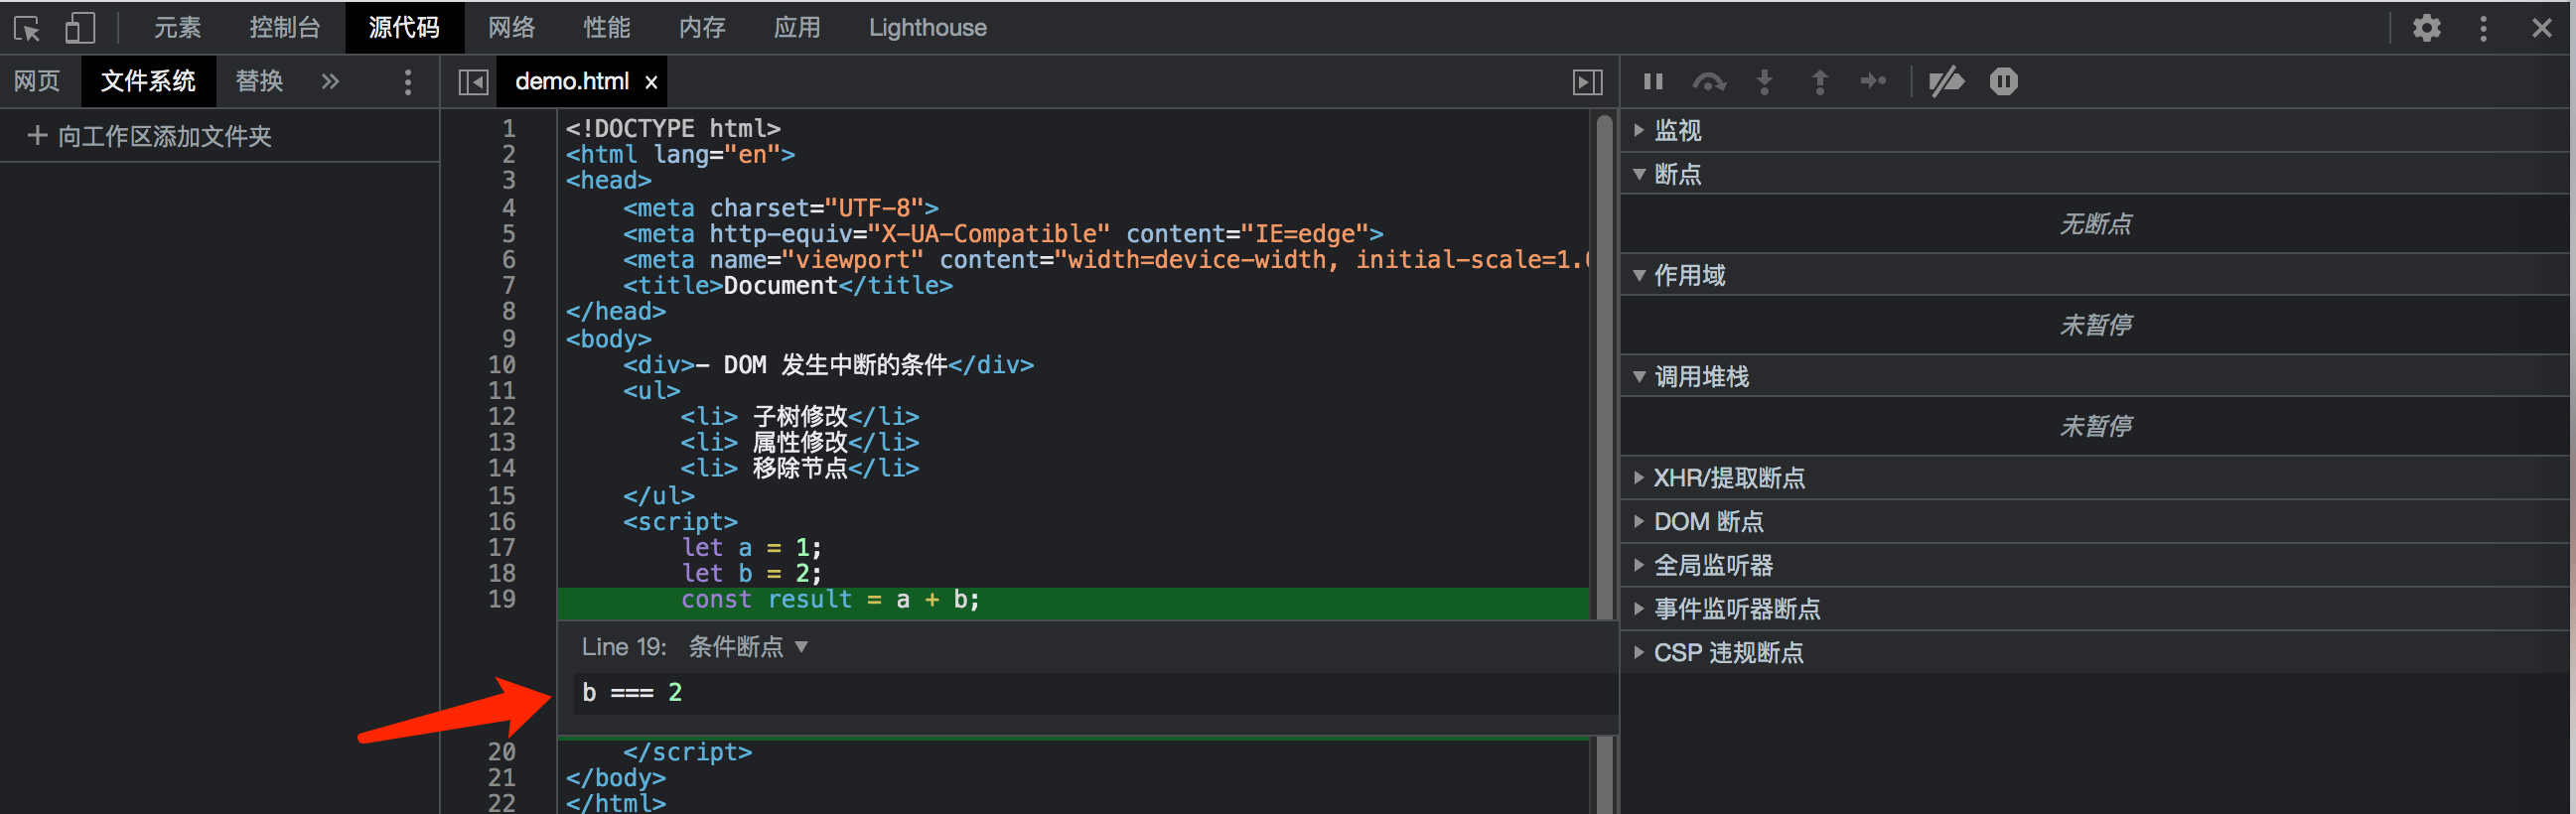 元素 控制台 源代码 网络 性能 内存 应用 Lighthouse
网页 文件系统 替换 »
demo.html ×
+ 向工作区添加文件夹
1 <!DOCTYPE html>
2 <html lang="en">
3 <head>
4 <meta charset="UTF-8">
5 <meta http-equiv="X-UA-Compatible" content="IE=edge">
6 <meta name="viewport" content="width=device-width, initial-scale=1.
7 <title>Document</title>
8 </head>
9 <body>
10 <div>- DOM 发生中断的条件</div>
11 <ul>
12 <li> 子树修改</li>
13 <li> 属性修改</li>
14 <li> 移除节点</li>
15 </ul>
16 <script>
17 let a = 1;
18 let b = 2;
19 const result = a + b;
Line 19: 条件断点
b === 2
20 </script>
21 </body>
22 </html>
监视
断点
无断点
作用域
未暂停
调用堆栈
未暂停
XHR/提取断点
DOM 断点
全局监听器
事件监听器断点
CSP 违规断点